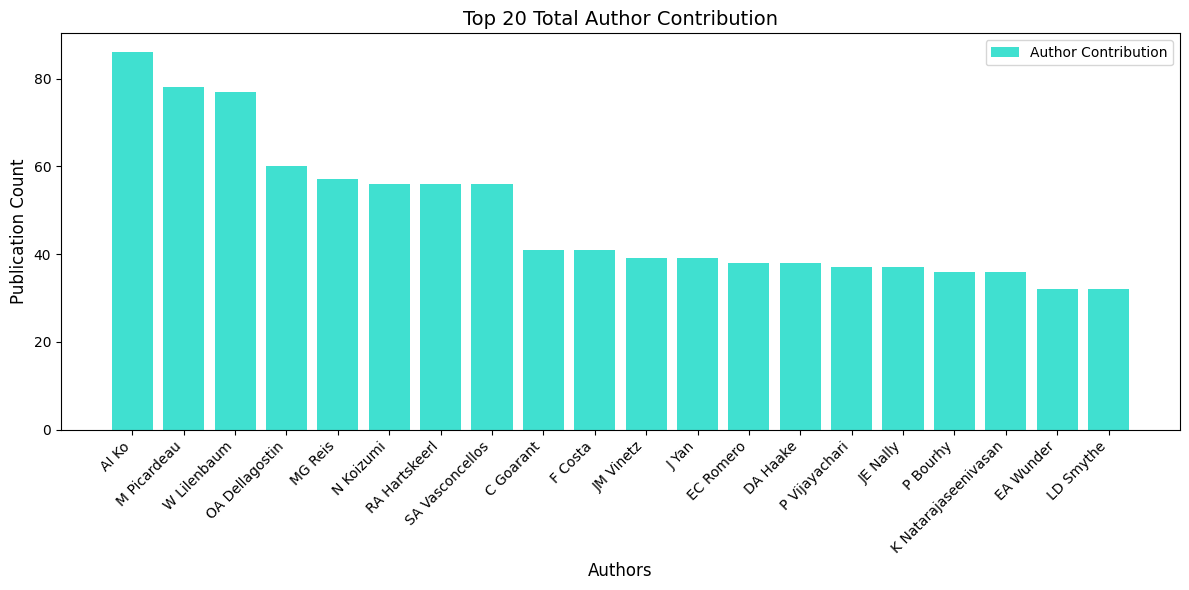 Top 20 Total Author Contribution
Author Contribution
Publication Count
80
60
40
20
0
AI Ko
M Picardeau
W Lilenbaum
OA Dellagostin
MG Reis
N Koizumi
RA Hartskeerl
SA Vasconcellos
C Goarant
F Costa
JM Vinetz
J Yan
EC Romero
DA Haake
P Vijayachari
JE Nally
P Bourhy
K Natarajaseenivasan
EA Wunder
LD Smythe
Authors